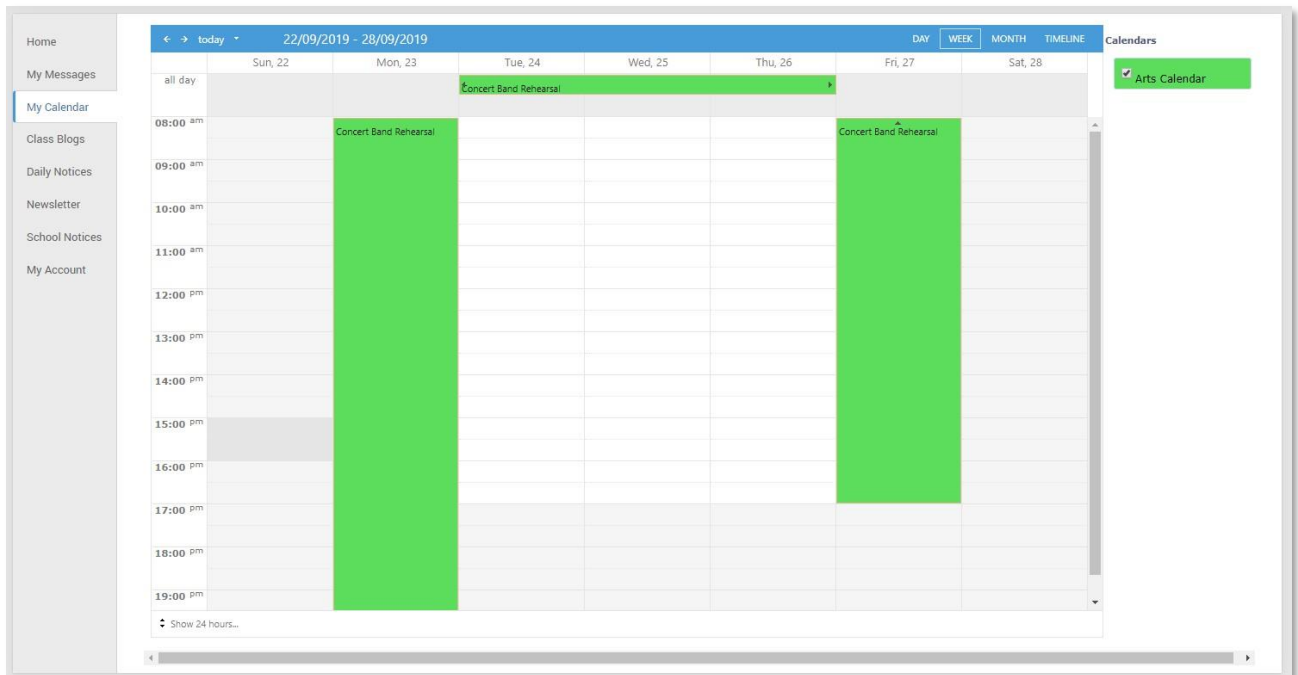 Home
My Messages
My Calendar
Class Blogs
Daily Notices
Newsletter
School Notices
My Account
today 22/09/2019 - 28/09/2019 DAY WEEK MONTH TIMELINE
Sun, 22 Mon, 23 Tue, 24 Wed, 25 Thu, 26 Fri, 27 Sat, 28
all day
Concert Band Rehearsal
08:00 am
Concert Band Rehearsal Concert Band Rehearsal
09:00 am
10:00 am
11:00 am
12:00 pm
13:00 pm
14:00 pm
15:00 pm
16:00 pm
17:00 pm
18:00 pm
19:00 pm
Show 24 hours...
Calendars
Arts Calendar